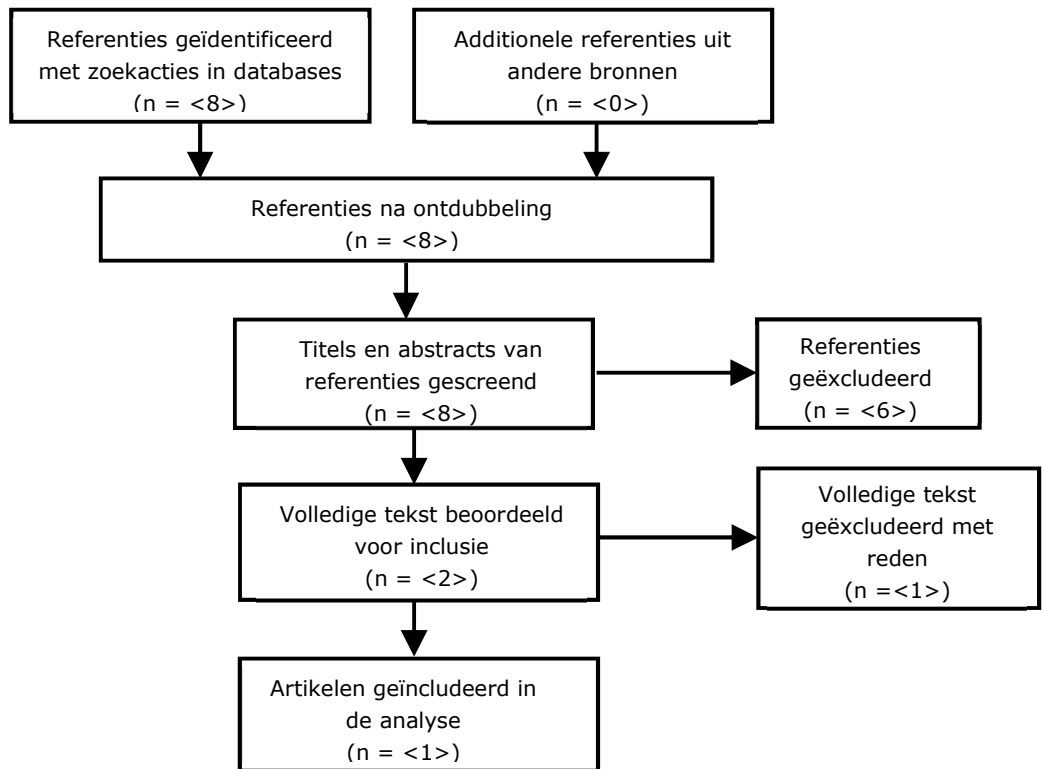 Referenties geïdentificeerd
met zoekacties in databases
(n = <8>)
Additionele referenties uit
andere bronnen
(n = <0>)
Referenties na ontdubbeling
(n = <8>)
Titels en abstracts van
referenties gescreend
(n = <8>)
Referenties
geëxcludeerd
(n = <6>)
Volledige tekst beoordeeld
voor inclusie
(n = <2>)
Volledige tekst
geëxcludeerd met
reden
(n =<1>)
Artikelen geïncludeerd in
de analyse
(n = <1>)